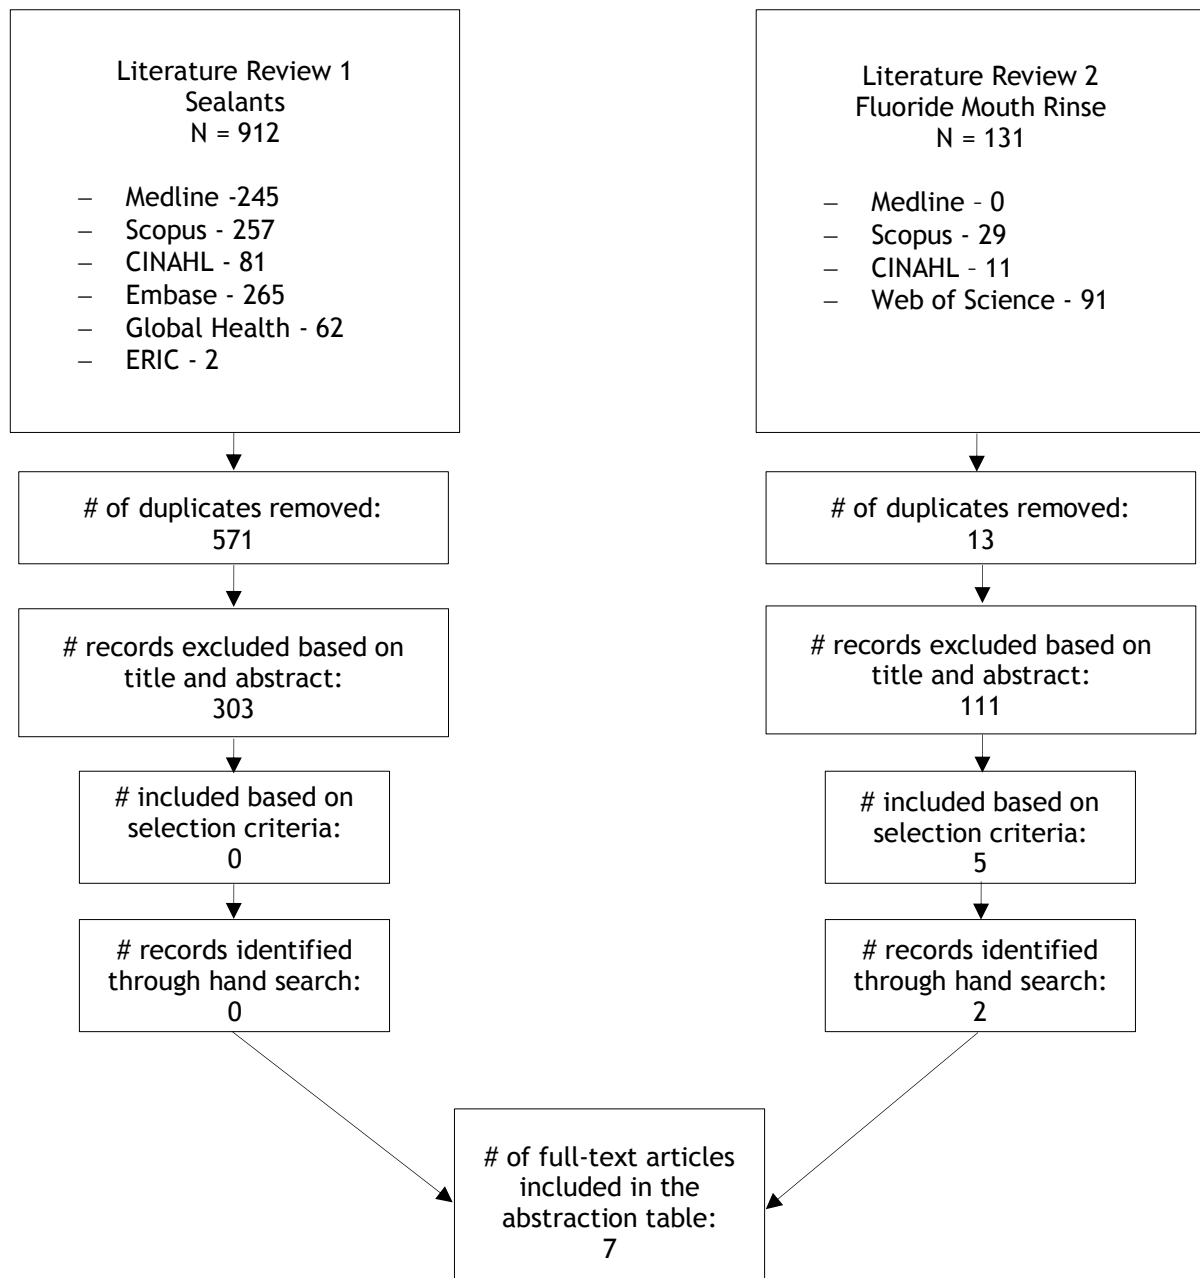 Literature Review 1
Sealants
N = 912
– Medline -245
– Scopus - 257
– CINAHL - 81
– Embase - 265
– Global Health - 62
– ERIC - 2
# of duplicates removed:
571
# records excluded based on
title and abstract:
303
# included based on
selection criteria:
0
# records identified
through hand search:
0
Literature Review 2
Fluoride Mouth Rinse
N = 131
– Medline – 0
– Scopus - 29
– CINAHL – 11
– Web of Science - 91
# of duplicates removed:
13
# records excluded based on
title and abstract:
111
# included based on
selection criteria:
5
# records identified
through hand search:
2
# of full-text articles
included in the
abstraction table:
7